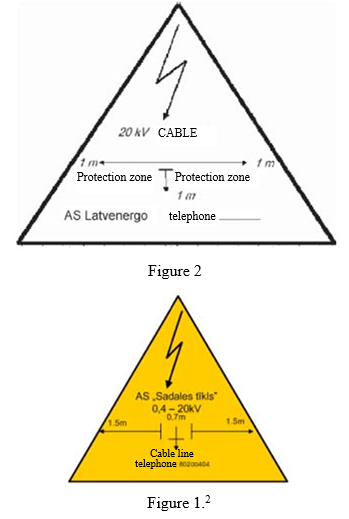 20 kV CABLE
1 m 1 m
Protection zone Protection zone
1 m
AS Latvenergo telephone
Figure 2
AS „Sadales tīkls”
0,4 – 20kV
0,7m
1.5m 1.5m
Cable line
telephone 80200404
Figure 1.²